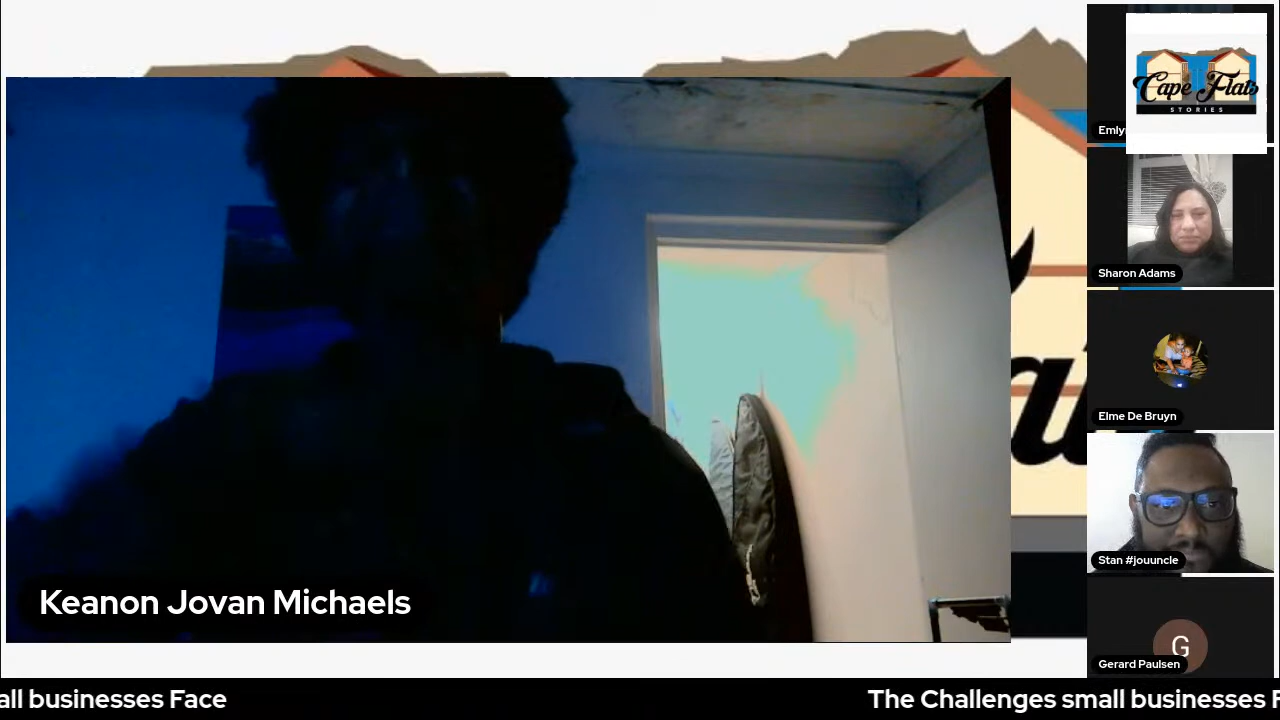 Cape Flats
STORIES
Emly
Sharon Adams
Elme De Bruyn
Stan #jouuncle
G
Gerard Paulsen
Keanon Jovan Michaels
all businesses Face
The Challenges small businesses F